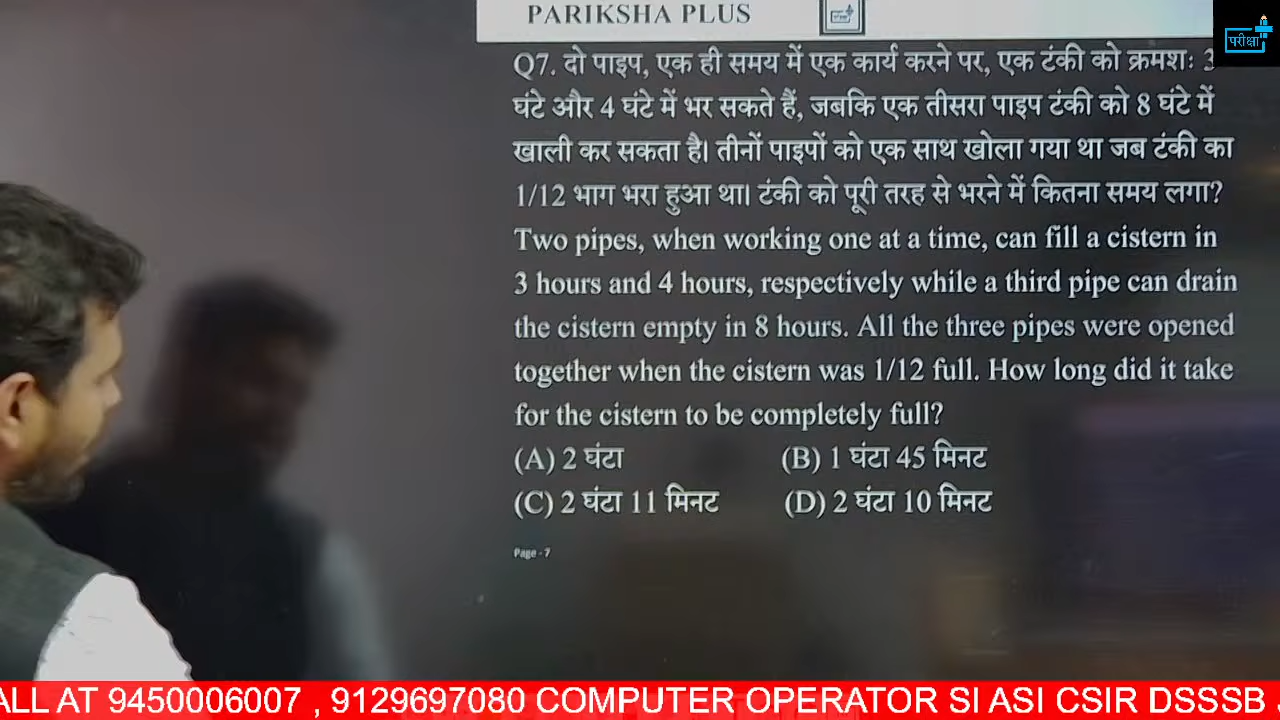 PARIKSHA PLUS
परीक्षा
Q7. दो पाइप, एक ही समय में एक कार्य करने पर, एक टंकी को क्रमशः 3
घंटे और 4 घंटे में भर सकते हैं, जबकि एक तीसरा पाइप टंकी को 8 घंटे में
खाली कर सकता है। तीनों पाइपों को एक साथ खोला गया था जब टंकी का
1/12 भाग भरा हुआ था। टंकी को पूरी तरह से भरने में कितना समय लगा?
Two pipes, when working one at a time, can fill a cistern in
3 hours and 4 hours, respectively while a third pipe can drain
the cistern empty in 8 hours. All the three pipes were opened
together when the cistern was 1/12 full. How long did it take
for the cistern to be completely full?
(A) 2 घंटा (B) 1 घंटा 45 मिनट
(C) 2 घंटा 11 मिनट (D) 2 घंटा 10 मिनट
Page - 7
ALL AT 9450006007 , 9129697080 COMPUTER OPERATOR SI ASI CSIR DSSSB